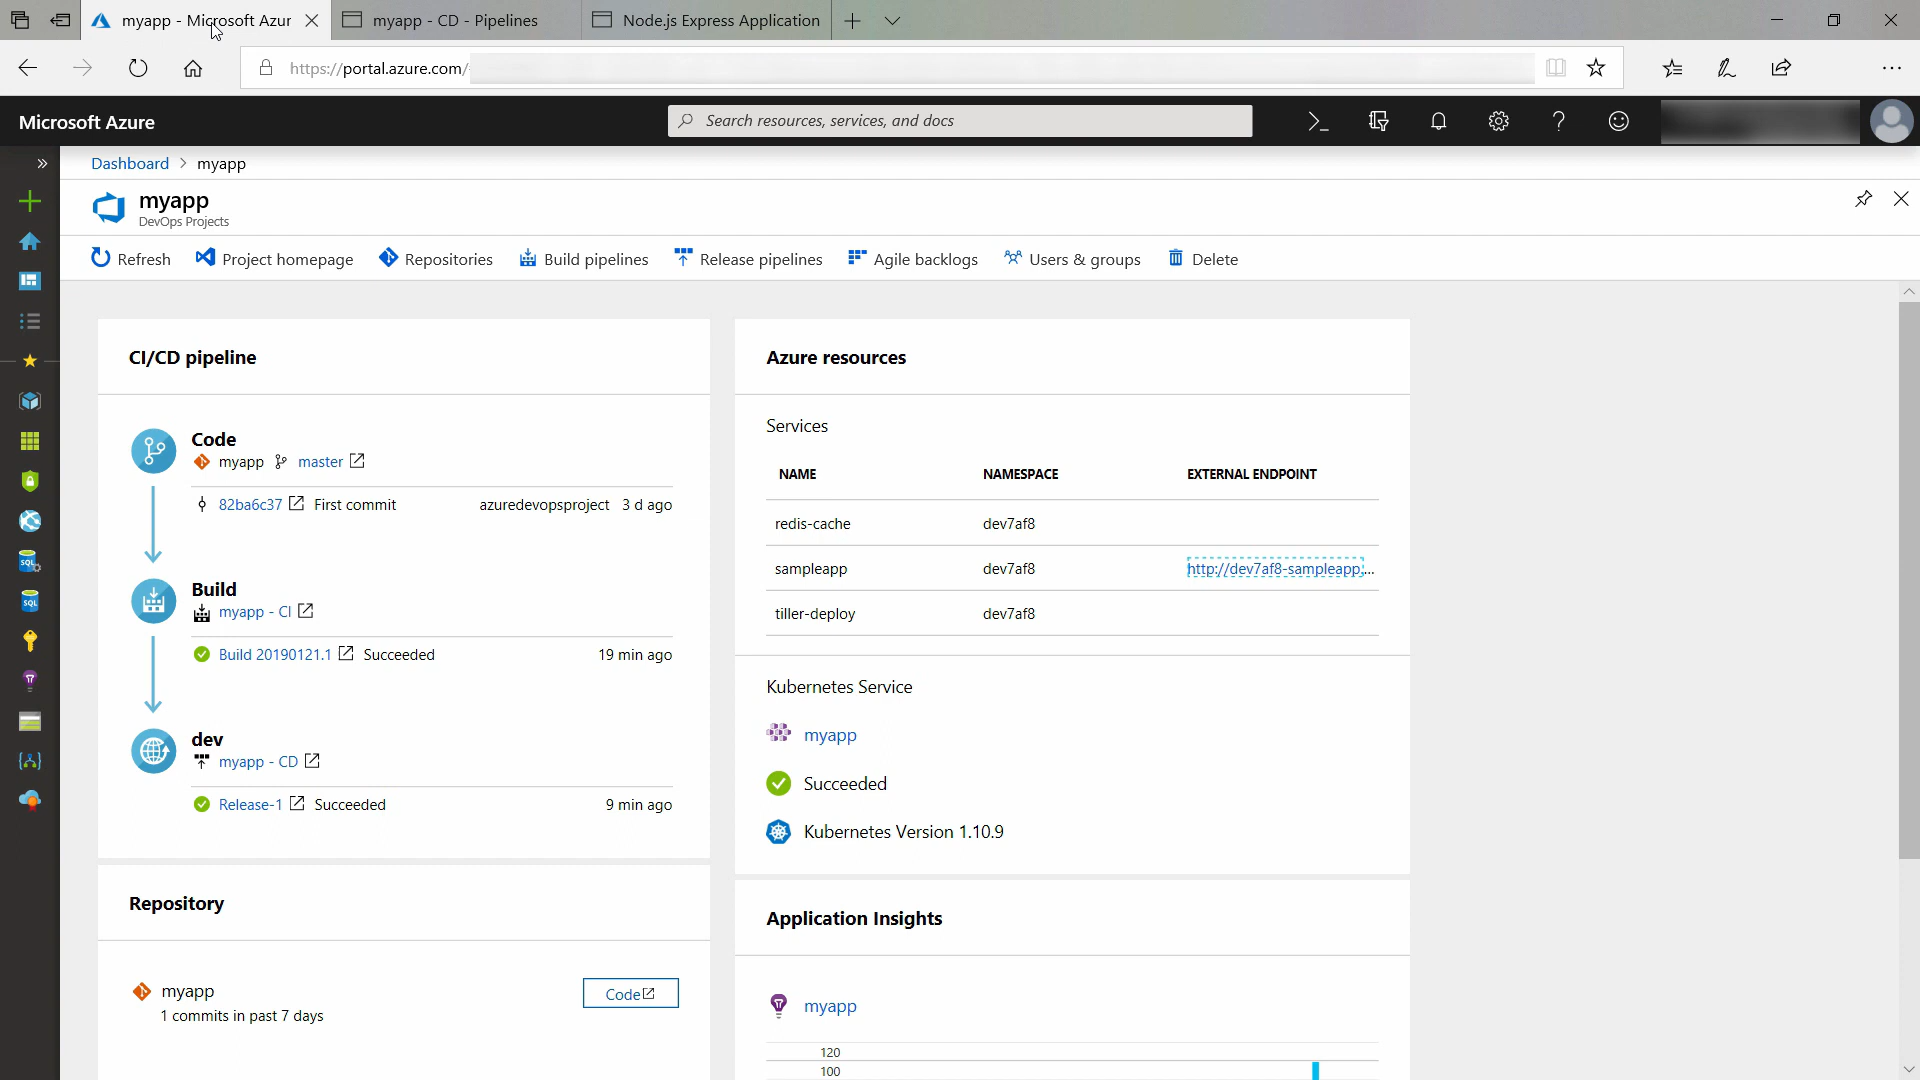 myapp - Microsoft Azur
myapp - CD - Pipelines
Node.js Express Application
https://portal.azure.com/
Microsoft Azure
Search resources, services, and docs
Dashboard > myapp
myapp
DevOps Projects
Refresh
Project homepage
Repositories
Build pipelines
Release pipelines
Agile backlogs
Users & groups
Delete
CI/CD pipeline
Code
myapp master
82ba6c37 First commit azuredevopsproject 3 d ago
Build
myapp - CI
Build 20190121.1 Succeeded 19 min ago
dev
myapp - CD
Release-1 Succeeded 9 min ago
Repository
myapp
1 commits in past 7 days
Code
Azure resources
Services
NAME NAMESPACE EXTERNAL ENDPOINT
redis-cache dev7af8
sampleapp dev7af8 http://dev7af8-sampleapp....
tiller-deploy dev7af8
Kubernetes Service
myapp
Succeeded
Kubernetes Version 1.10.9
Application Insights
myapp
120
100